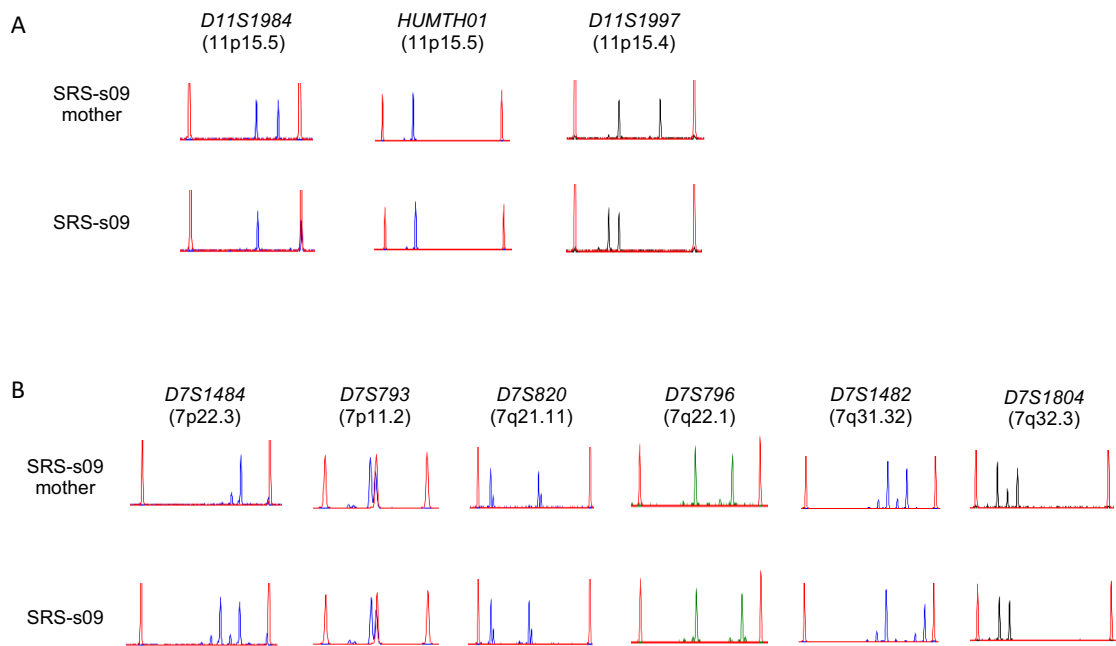 A
D11S1984 HUMTH01 D11S1997
(11p15.5) (11p15.5) (11p15.4)
SRS-s09
mother
SRS-s09
B
D7S1484 D7S793 D7S820 D7S796 D7S1482 D7S1804
(7p22.3) (7p11.2) (7q21.11) (7q22.1) (7q31.32) (7q32.3)
SRS-s09
mother
SRS-s09